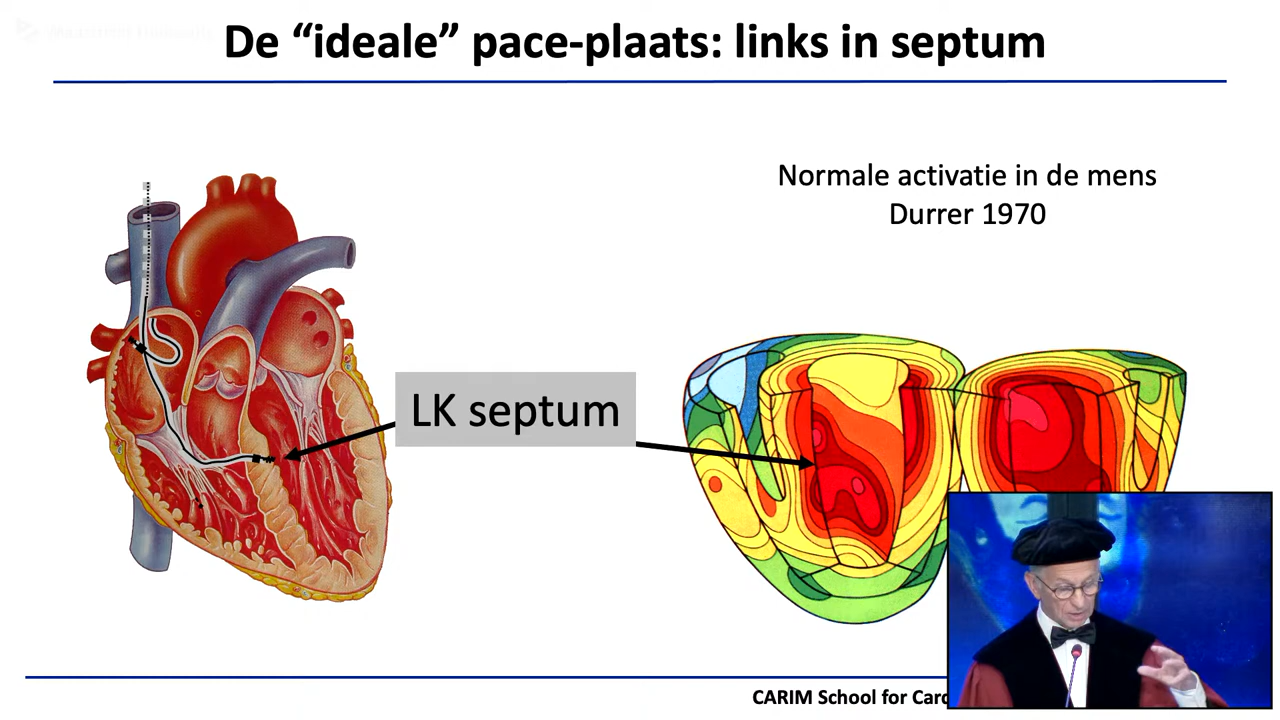 De “ideale” pace-plaats: links in septum
Normale activatie in de mens
Durrer 1970
LK septum
CARIM School for